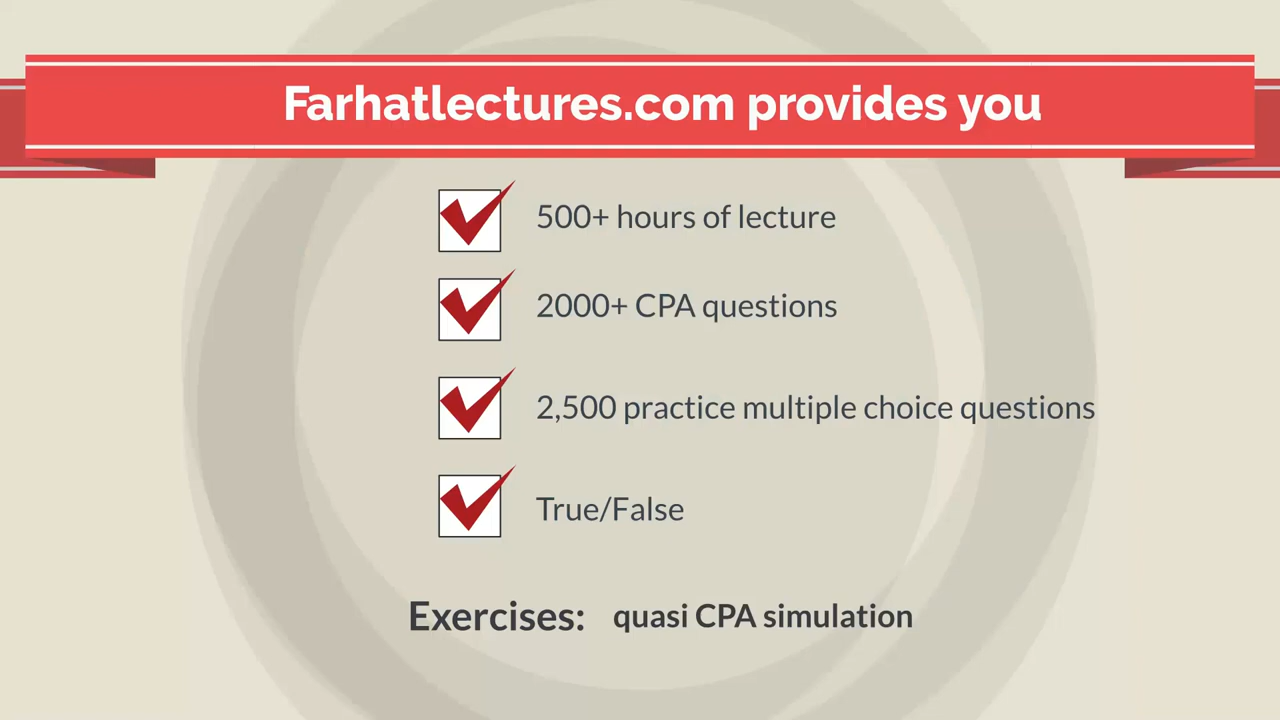 Farhatlectures.com provides you
500+ hours of lecture
2000+ CPA questions
2,500 practice multiple choice questions
True/False
Exercises: quasi CPA simulation